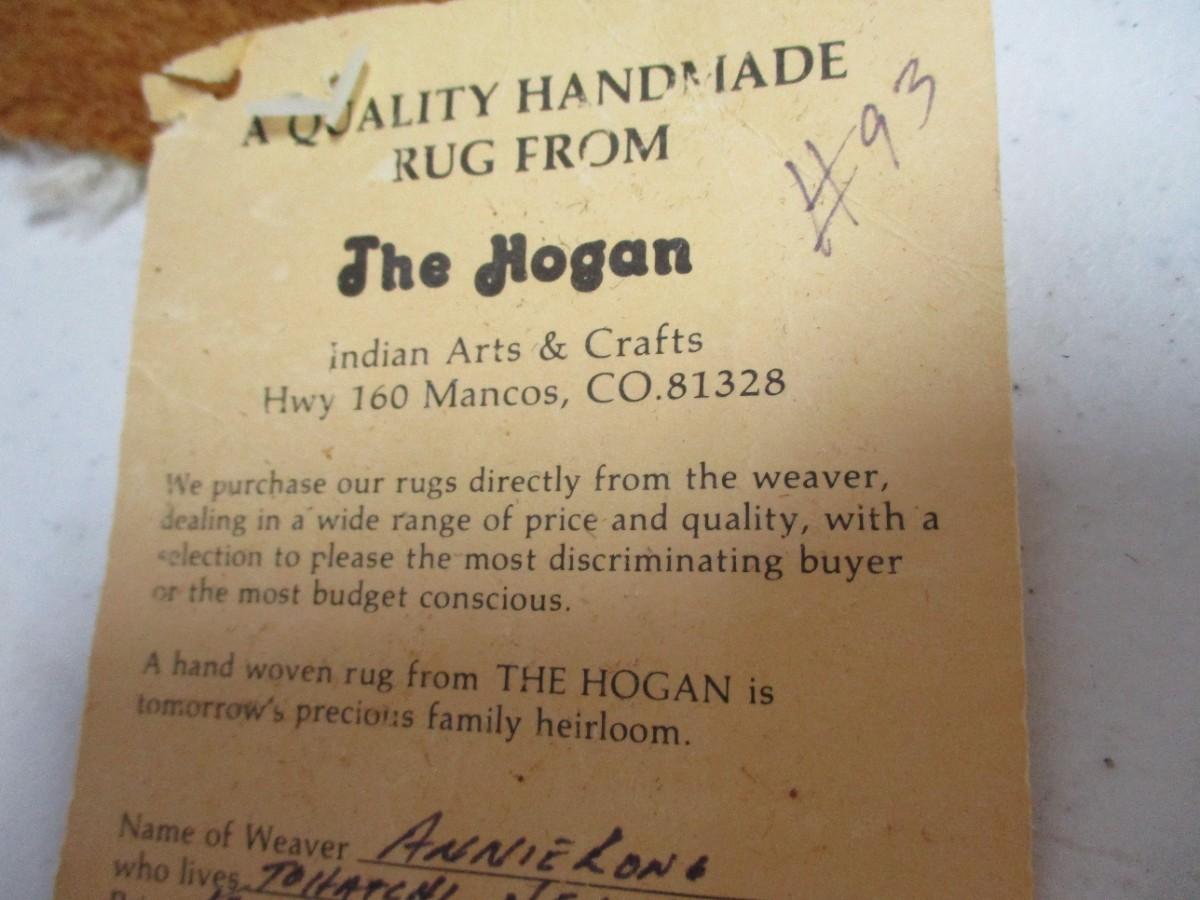 A QUALITY HANDMADE
RUG FROM
493
The Hogan
Indian Arts & Crafts
Hwy 160 Mancos, CO.81328
We purchase our rugs directly from the weaver,
dealing in a wide range of price and quality, with a
selection to please the most discriminating buyer
or the most budget conscious.
A hand woven rug from THE HOGAN is
tomorrow's precious family heirloom.
Name of Weaver ANNIE LONG
who lives TOHATCHI